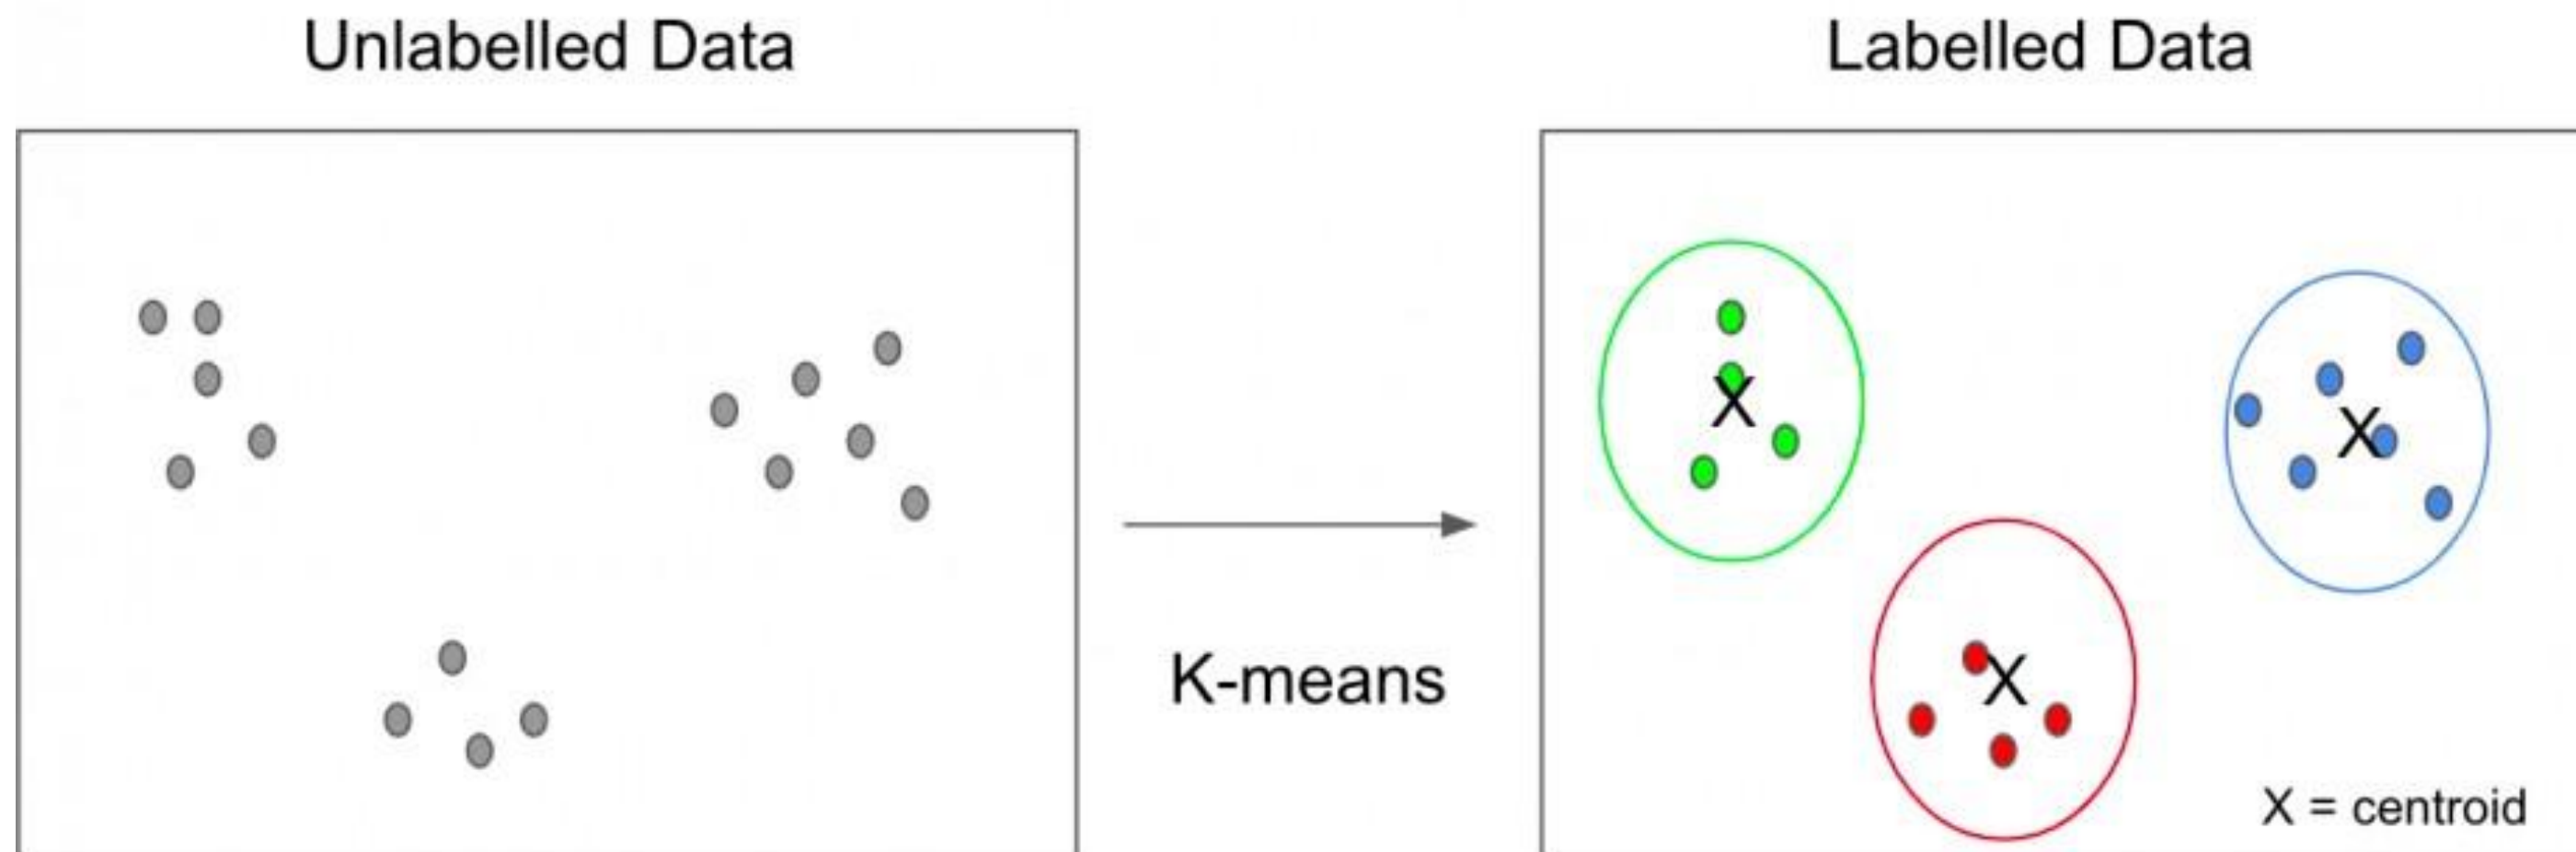 Unlabelled Data
Labelled Data
X
X
X
K-means
X = centroid